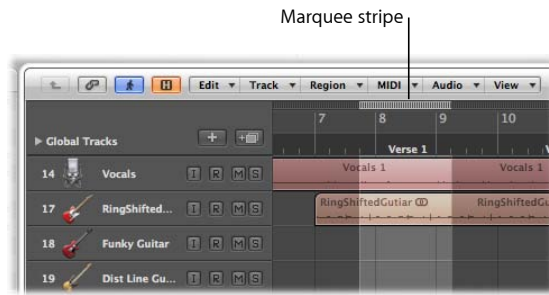 Marquee stripe
Edit Track Region MIDI Audio View
7 8 9 10
Global Tracks
Verse 1
14 Vocals I R M S
Vocals 1 Vocals 1
17 RingShifted... I R M S
RingShiftedGutiar RingShiftedGu
18 Funky Guitar I R M S
19 Dist Line Gu... I R M S